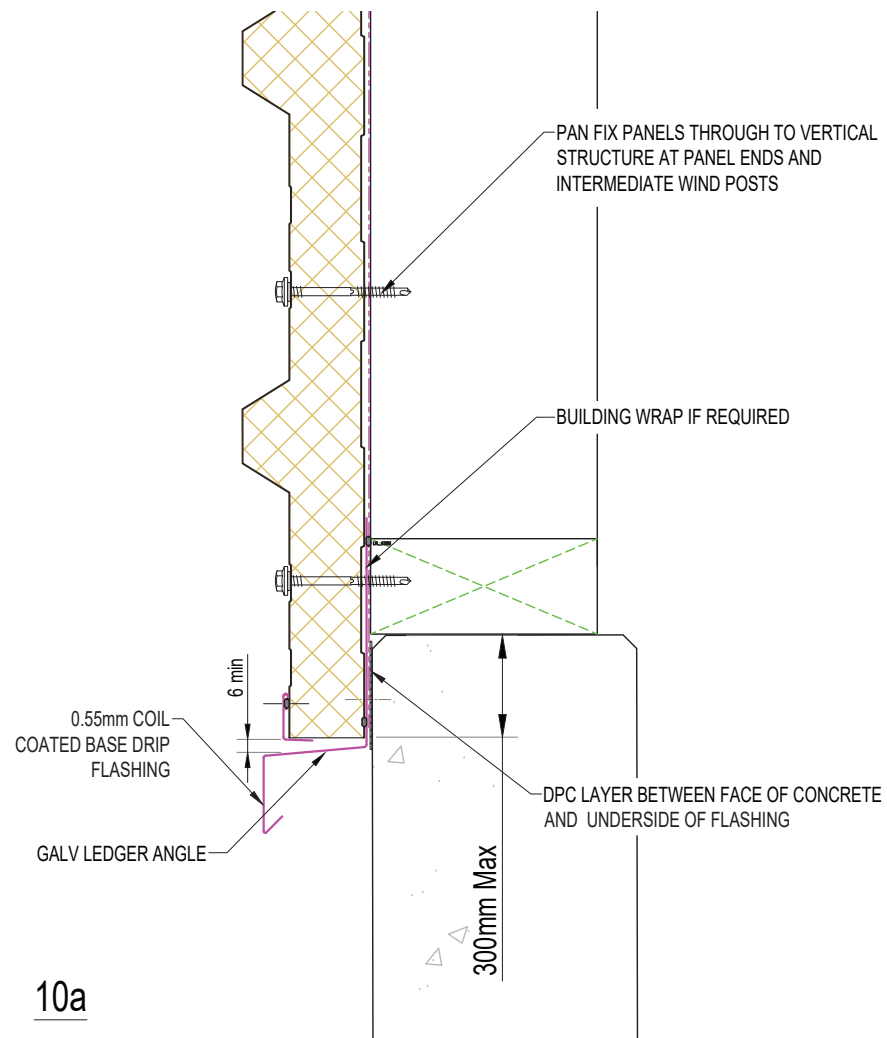 PAN FIX PANELS THROUGH TO VERTICAL
STRUCTURE AT PANEL ENDS AND
INTERMEDIATE WIND POSTS
BUILDING WRAP IF REQUIRED
6 min
0.55mm COIL
COATED BASE DRIP
FLASHING
GALV LEDGER ANGLE
DPC LAYER BETWEEN FACE OF CONCRETE
AND UNDERSIDE OF FLASHING
300mm Max
10a